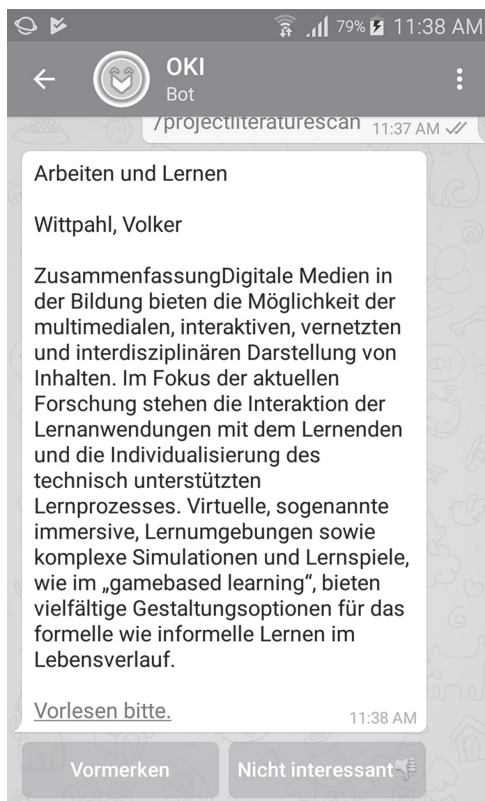 79% 11:38 AM
OKI
Bot
/projectliteraturescan 11:37 AM
Arbeiten und Lernen
Wittpahl, Volker
ZusammenfassungDigitale Medien in
der Bildung bieten die Möglichkeit der
multimedialen, interaktiven, vernetzten
und interdisziplinären Darstellung von
Inhalten. Im Fokus der aktuellen
Forschung stehen die Interaktion der
Lernanwendungen mit dem Lernenden
und die Individualisierung des
technisch unterstützten
Lernprozesses. Virtuelle, sogenannte
immersive, Lernumgebungen sowie
komplexe Simulationen und Lernspiele,
wie im „gamebased learning“, bieten
vielfältige Gestaltungsoptionen für das
formelle wie informelle Lernen im
Lebensverlauf.
Vorlesen bitte. 11:38 AM
Vormerken Nicht interessant